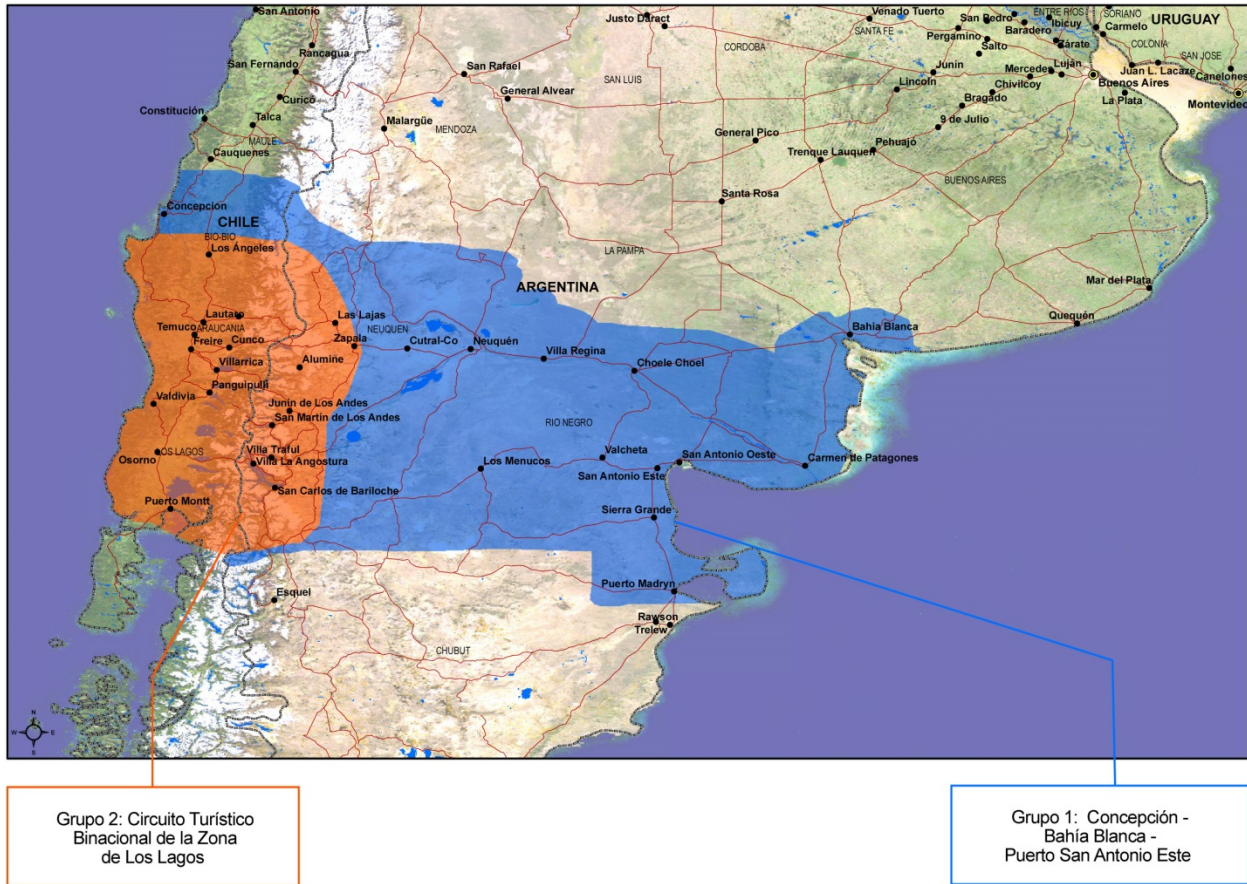 San Antonio
Rancagua
San Fernando
Curicó
Constitución
Talca
MAULE
Cauquenes
Concepcion
CHILE
BIO-BIO
Los Angeles
Lautaro
Temuco
ARAUCANIA
Freire
Cunco
Villarrica
Panguipulli
Valdivia
LOS LAGOS
Osorno
Puerto Montt
San Rafael
General Alvear
Malargüe
MENDOZA
Justo Daract
SAN LUIS
CORDOBA
Venado Tuerto
SANTA FE
San Pedro
ENTRE RIOS
Ibicuy
Baradero
Pergamino
Salto
Zárate
SORIANO
Carmelo
URUGUAY
COLONIA
SAN JOSE
Juan L. Lacaze
Canelones
Montevideo
Junín
Mercedes
Luján
Lincoln
Chivilcoy
Buenos Aires
La Plata
Bragado
9 de Julio
General Pico
Pehuajó
Trenque Lauquen
BUENOS AIRES
Santa Rosa
LA PAMPA
ARGENTINA
Mar del Plata
Quequén
Bahia Blanca
Las Lajas
NEUQUEN
Zapala
Cutral-Co
Neuquén
Villa Regina
Choele Choel
Alumine
Junin de Los Andes
San Martin de Los Andes
RIO NEGRO
Villa Traful
Villa La Angostura
San Carlos de Bariloche
Los Menucos
Valcheta
San Antonio Oeste
San Antonio Este
Carmen de Patagones
Sierra Grande
Puerto Madryn
Esquel
Rawson
Trelew
CHUBUT
N
W E
S
Grupo 2: Circuito Turístico
Binacional de la Zona
de Los Lagos
Grupo 1: Concepción -
Bahía Blanca -
Puerto San Antonio Este